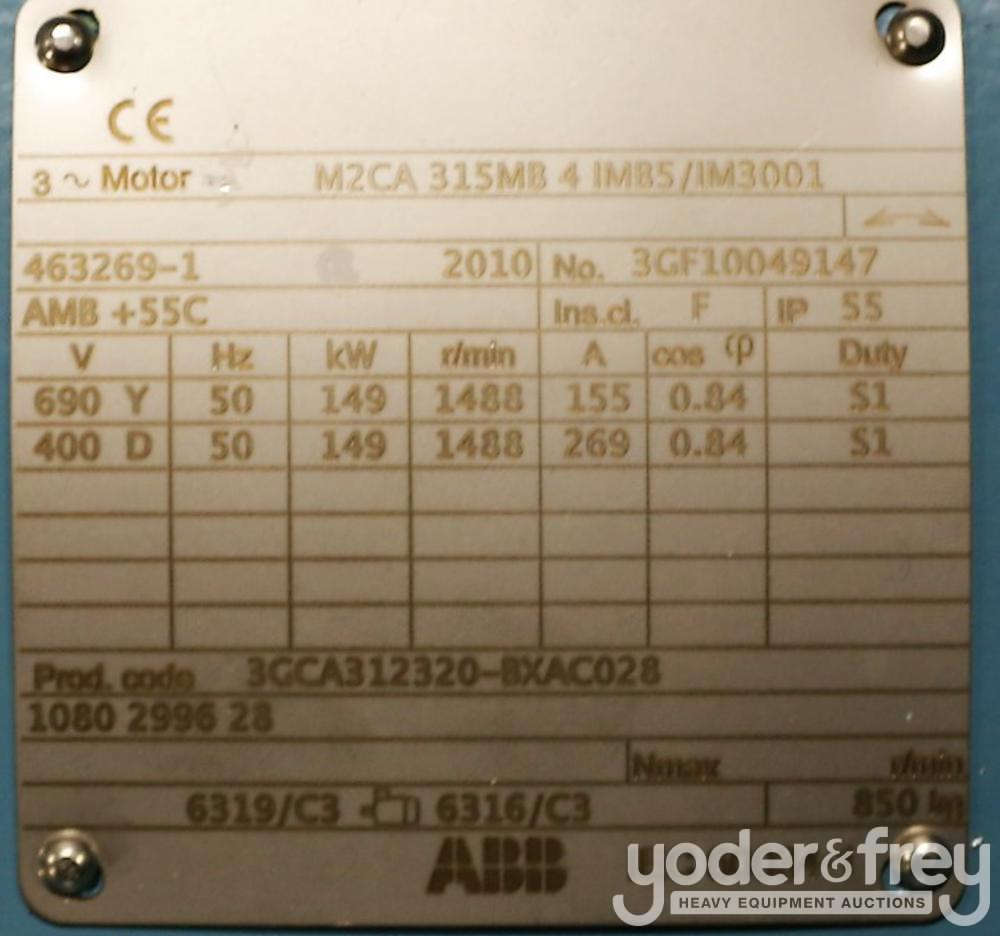 CE
3 ~ Motor M2CA 315MB 4 IMB5/IM3001
463269-1 2010 No. 3GF10049147
AMB +55C Ins.cl. F IP 55
V Hz kW r/min A cos φ Duty
690 Y 50 149 1488 155 0.84 S1
400 D 50 149 1488 269 0.84 S1
Prod. code 3GCA312320-BXAC028
1080 2996 28
Nmax r/min
6319/C3 6316/C3 850 kg
ABB
yoder&frey
HEAVY EQUIPMENT AUCTIONS